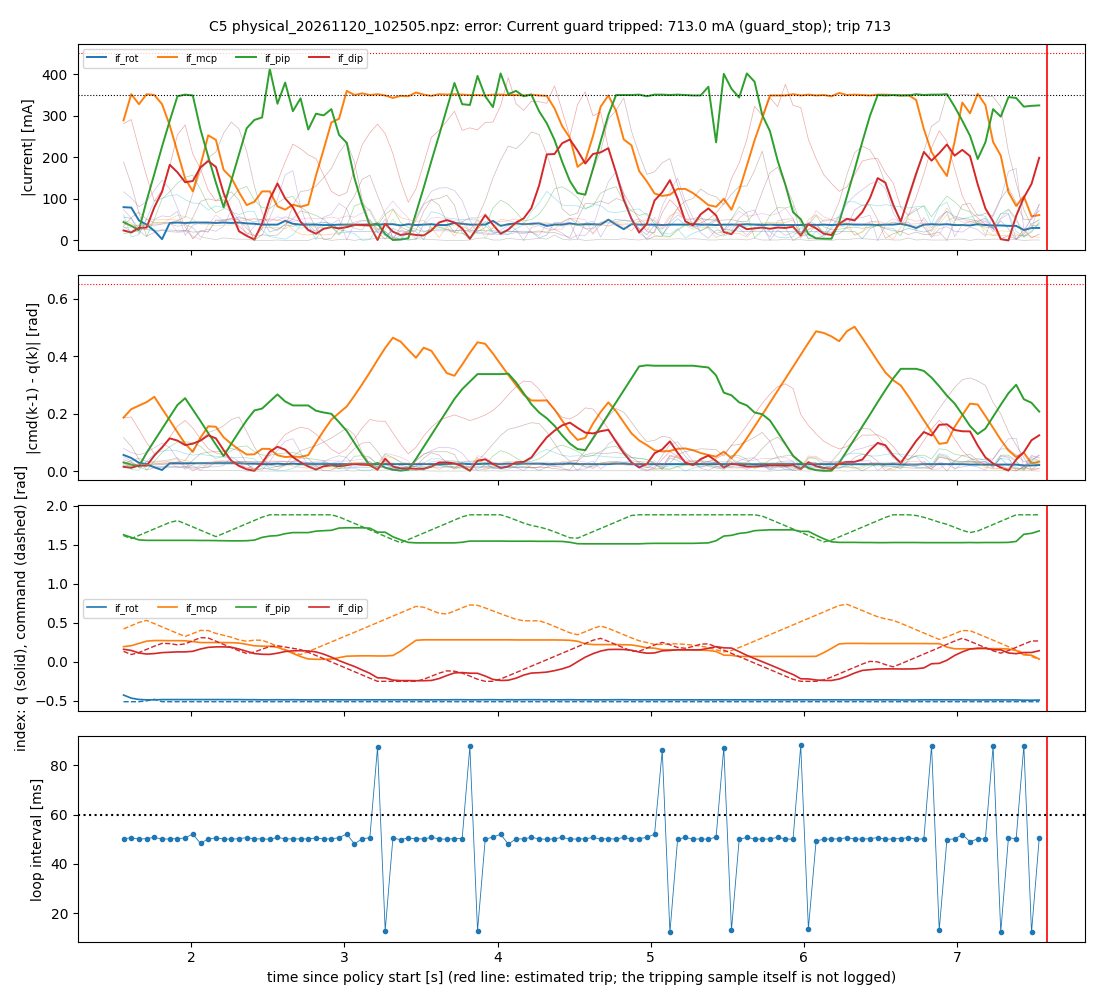 C5 physical_20261120_102505.npz: error: Current guard tripped: 713.0 mA (guard_stop); trip 713
if_rot if_mcp if_pip if_dip
|current| [mA]
400
300
200
100
0
|cmd(k-1) - q(k)| [rad]
0.6
0.4
0.2
0.0
index: q (solid), command (dashed) [rad]
2.0
1.5
1.0
0.5
0.0
−0.5
if_rot if_mcp if_pip if_dip
loop interval [ms]
80
60
40
20
2 3 4 5 6 7
time since policy start [s] (red line: estimated trip; the tripping sample itself is not logged)